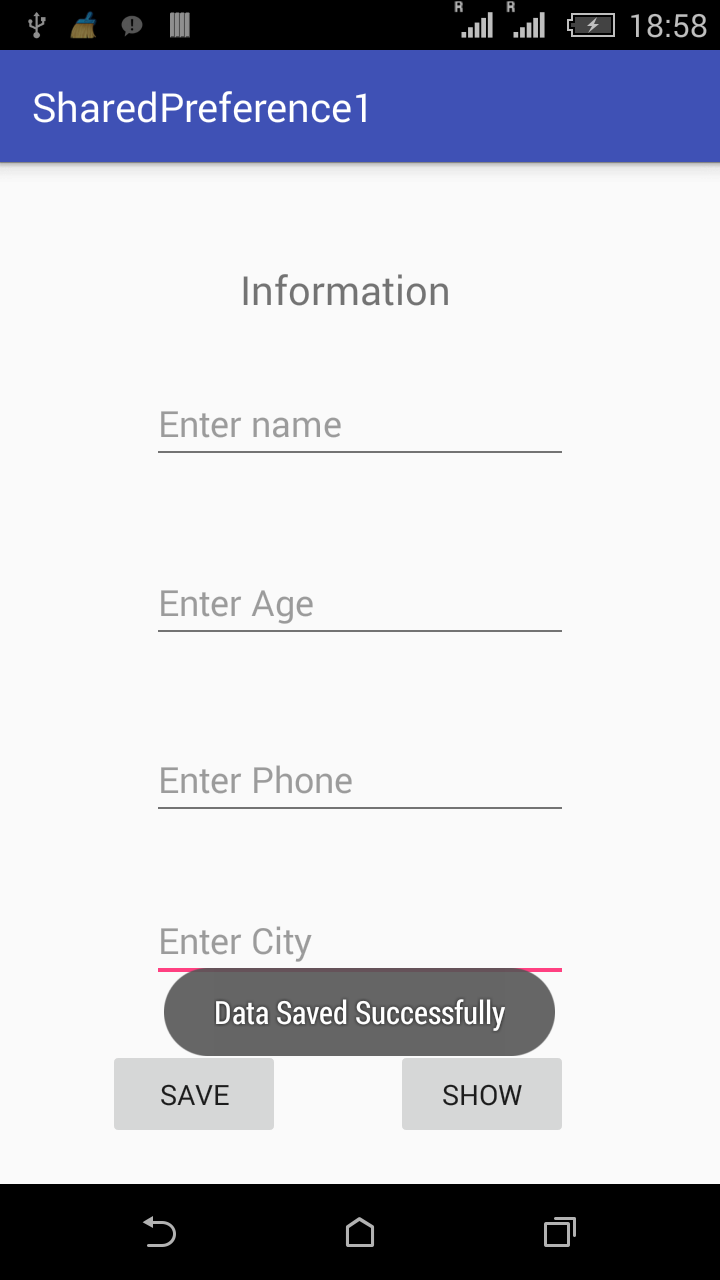 R R 18:58
SharedPreference1
Information
Enter name
Enter Age
Enter Phone
Enter City
Data Saved Successfully
SAVE SHOW